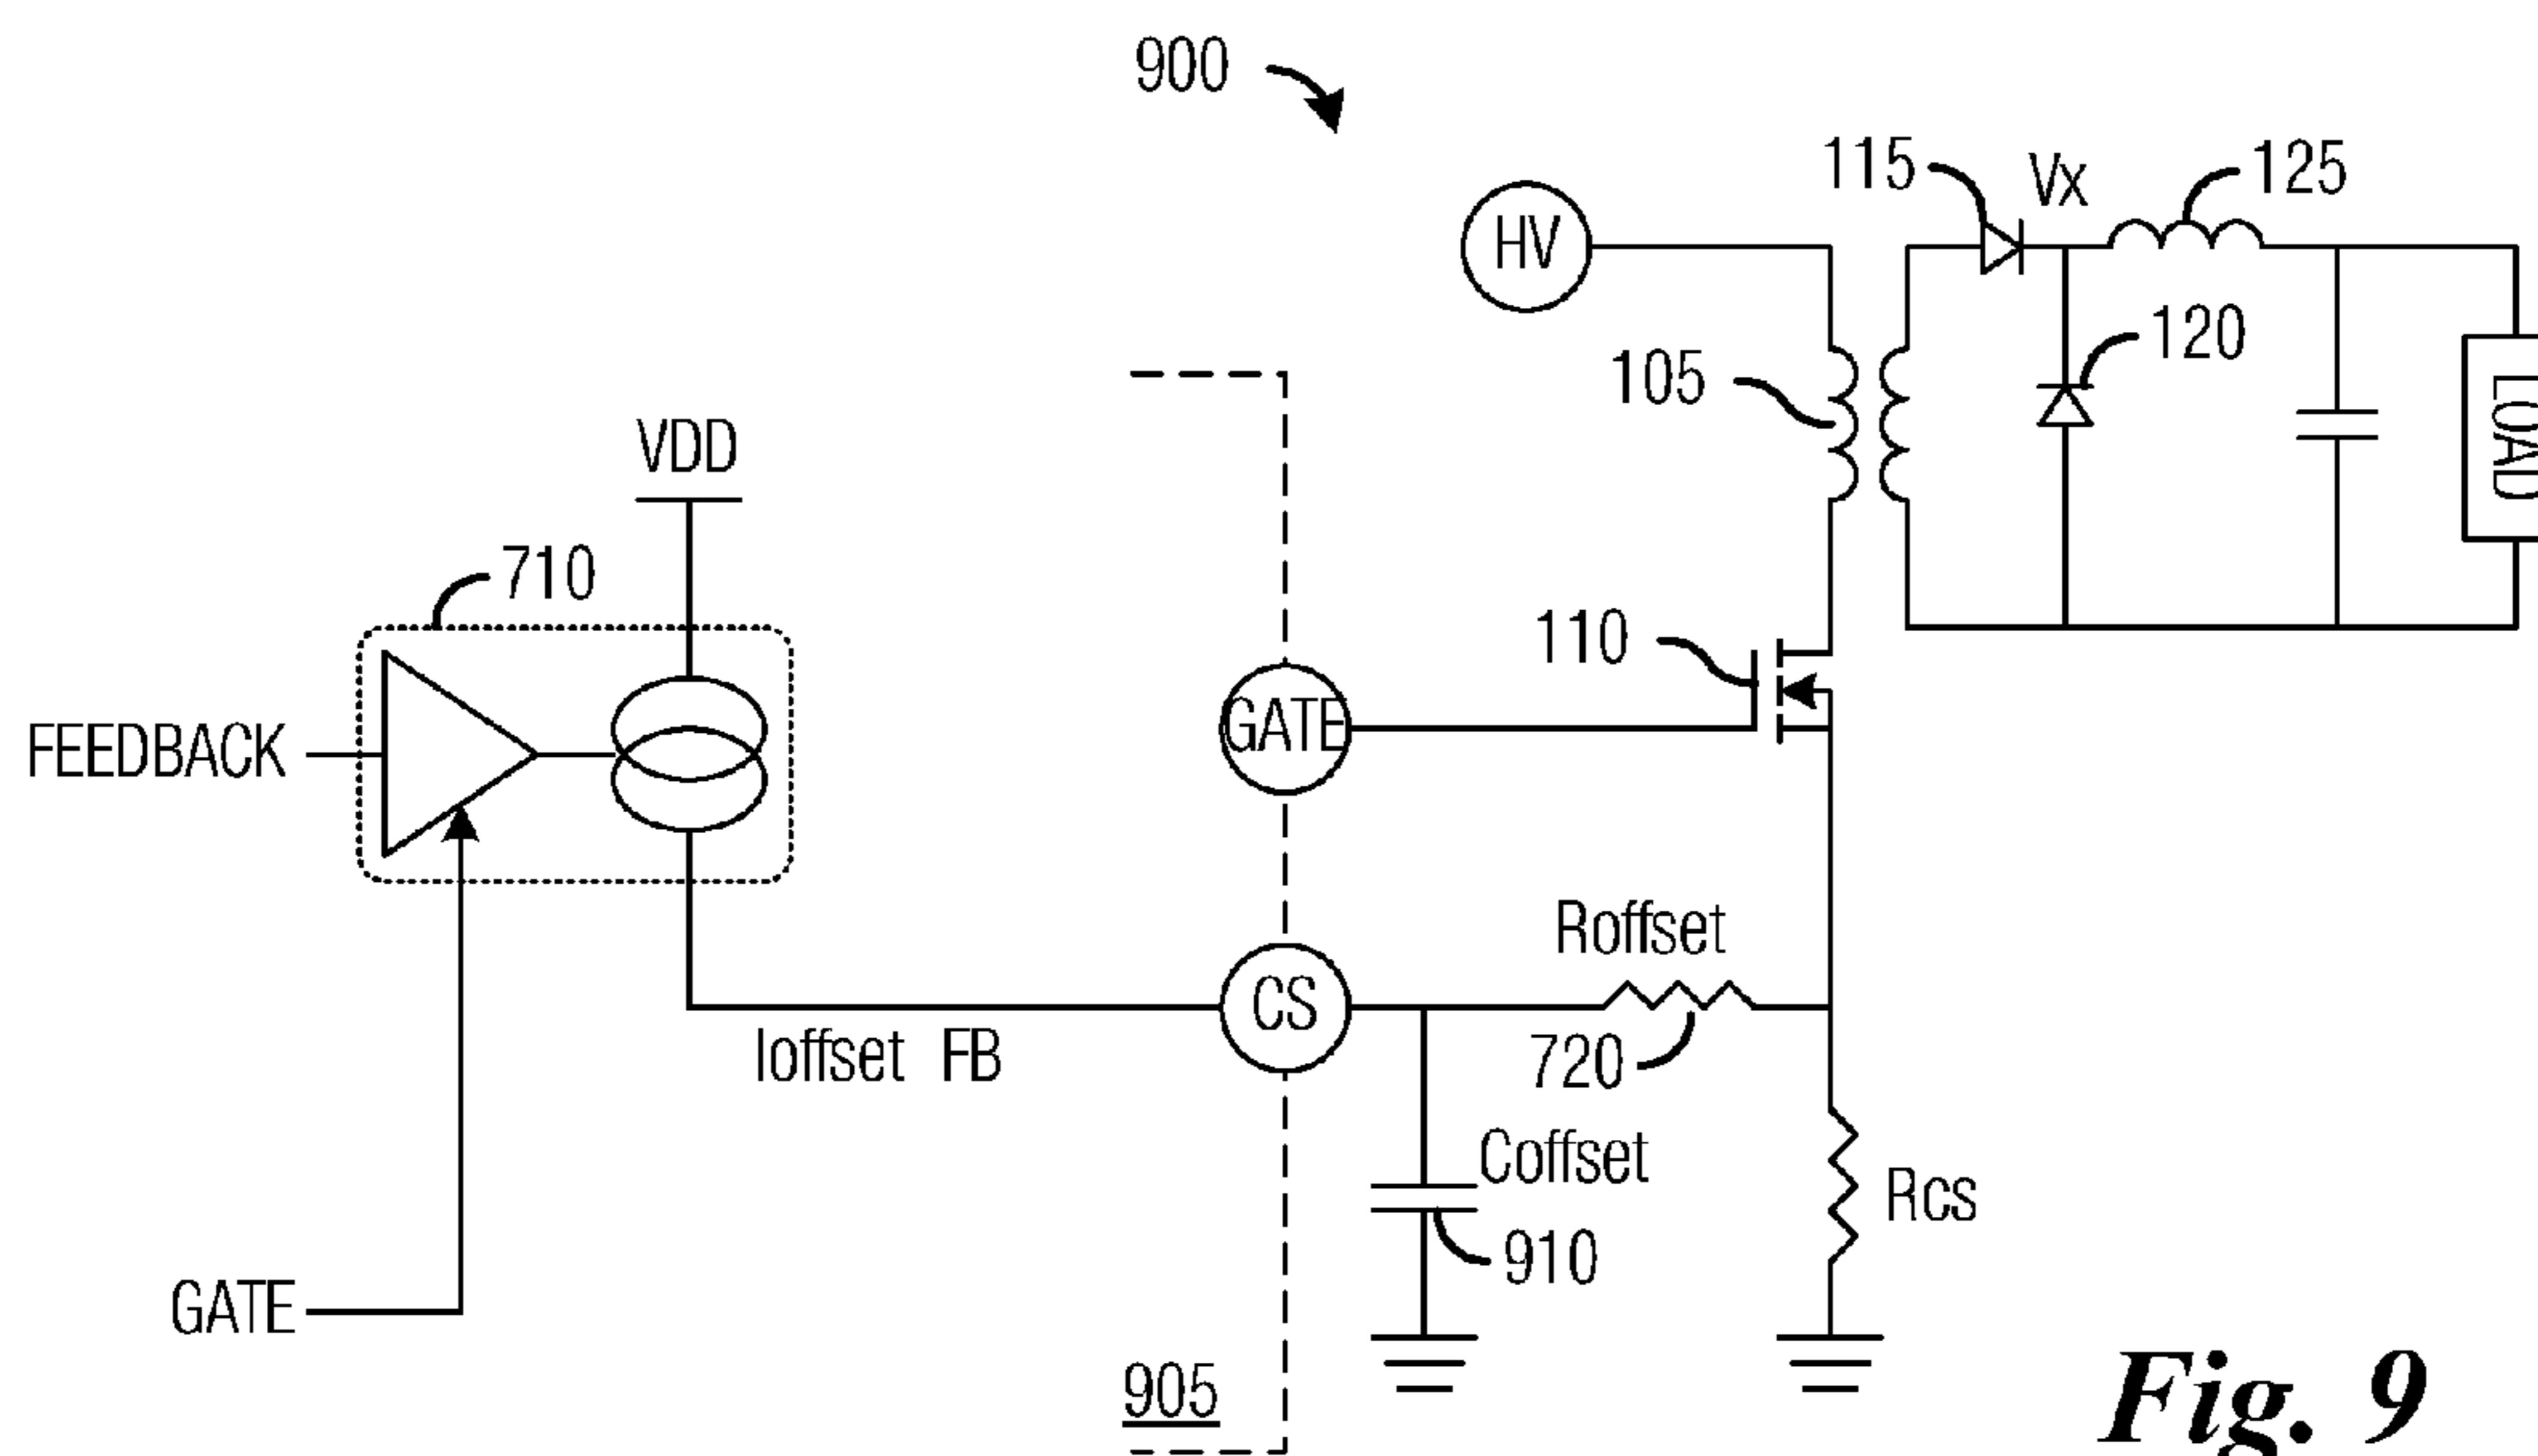 900
115
Vx
125
HV
120
105
LOAD
VDD
710
110
FEEDBACK
GATE
Roffset
CS
Ioffset FB
720
Coffset
Rcs
910
GATE
905
Fig. 9